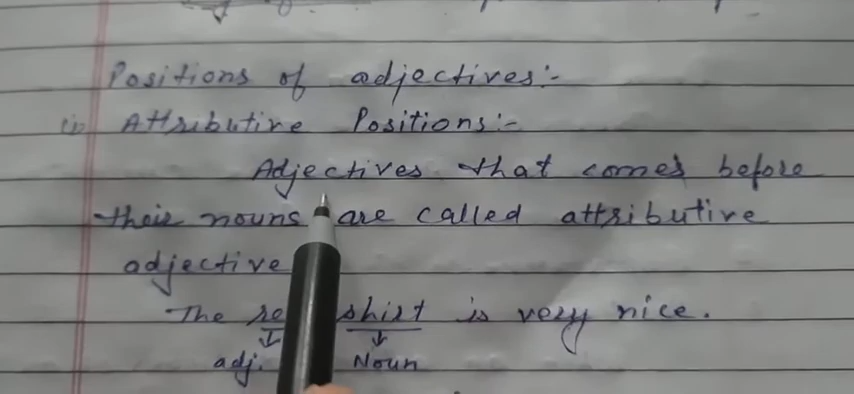 Positions of adjectives:-
(i) Attributive Positions:-
Adjectives that comes before
their nouns are called attributive
adjective
The shirt is very nice.
adj. Noun